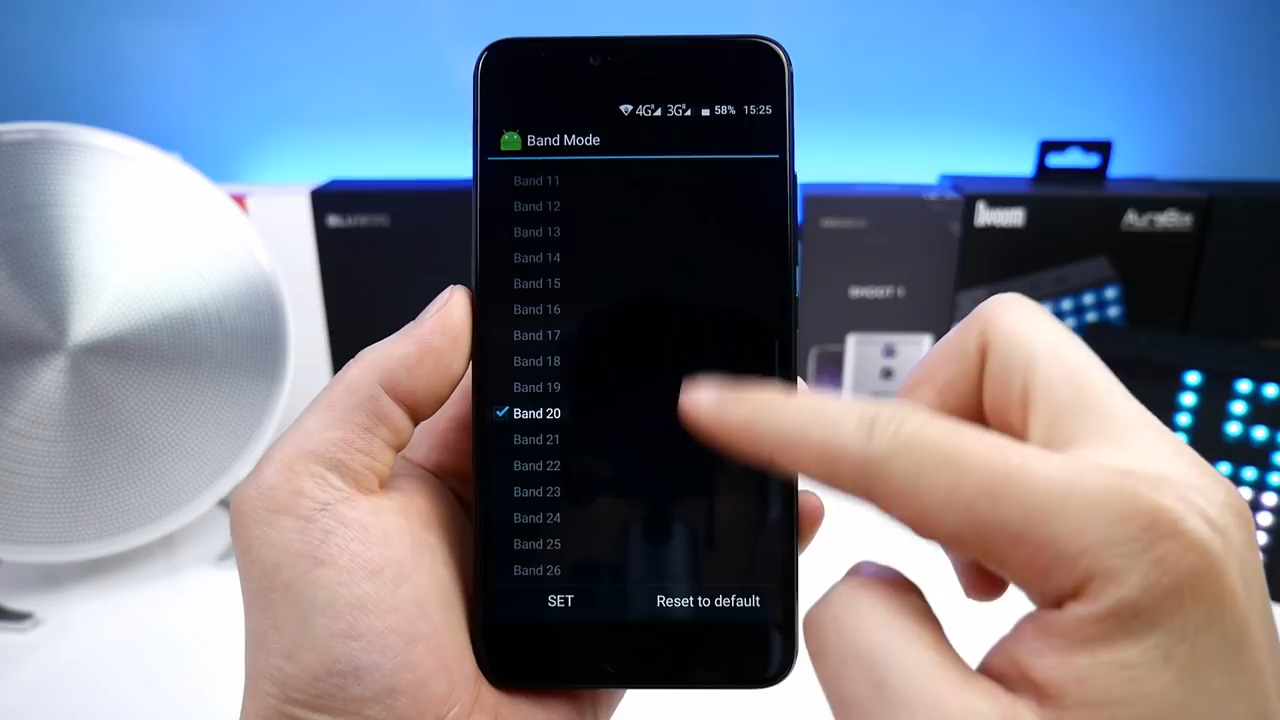 4G 3G 58% 15:25
Band Mode
Band 11
Band 12
Band 13
Band 14
Band 15
Band 16
Band 17
Band 18
Band 19
Band 20
Band 21
Band 22
Band 23
Band 24
Band 25
Band 26
SET Reset to default
Divoom AuraBox
SHOOT 1